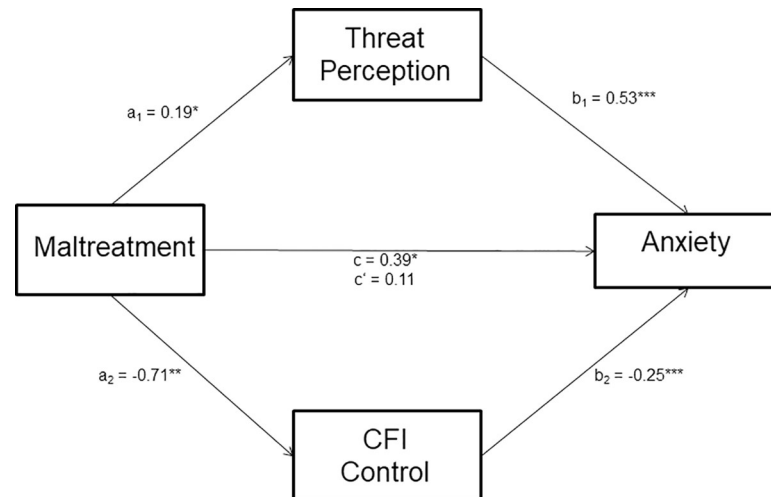 Threat
Perception
a₁ = 0.19*
b₁ = 0.53***
Maltreatment
Anxiety
c = 0.39*
c‘ = 0.11
a₂ = -0.71**
b₂ = -0.25***
CFI
Control